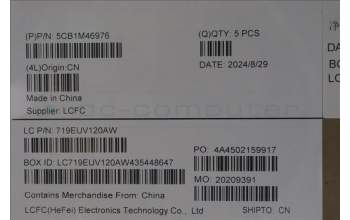 (P)P/N: 5CB1M46976
(Q)QTY: 5 PCS
(4L)Origin:CN
DATE: 2024/8/29
Made in China
Supplier: LCFC
LC P/N: 719EUV120AW
BOX ID: LC719EUV120AW435448647
PO: 4A4502159917
MO: 20209391
Contains Merchandise From: China
LCFC(HeFei) Electronics Technology Co., Ltd
SHIPTO CN